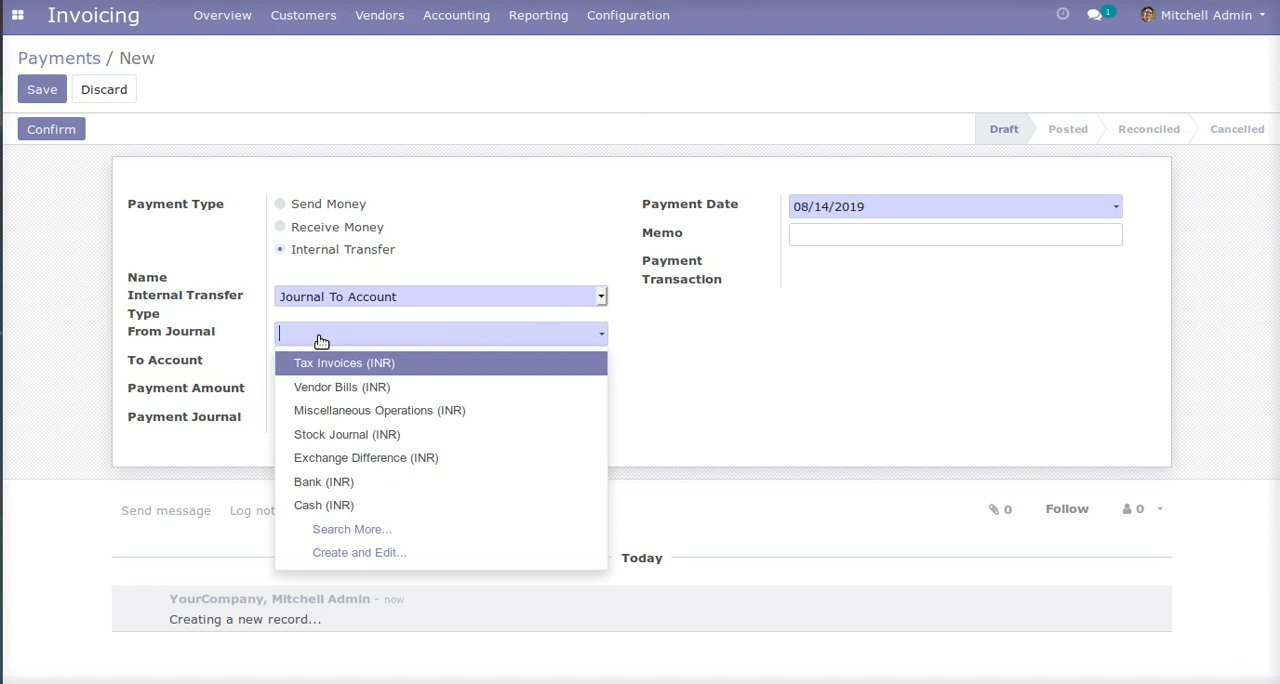 Invoicing Overview Customers Vendors Accounting Reporting Configuration 1 Mitchell Admin
Payments / New
Save Discard
Confirm Draft Posted Reconciled Cancelled
Payment Type Send Money Payment Date 08/14/2019
Receive Money Memo
Internal Transfer Payment
Transaction
Name
Internal Transfer Journal To Account
Type
From Journal
To Account Tax Invoices (INR)
Payment Amount Vendor Bills (INR)
Payment Journal Miscellaneous Operations (INR)
Stock Journal (INR)
Exchange Difference (INR)
Bank (INR)
Cash (INR)
Search More...
Create and Edit...
Send message Log not 0 Follow 0
Today
YourCompany, Mitchell Admin - now
Creating a new record...